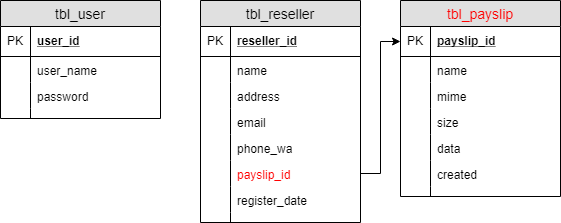 tbl_user
PK user_id
user_name
password
tbl_reseller
PK reseller_id
name
address
email
phone_wa
payslip_id
register_date
tbl_payslip
PK payslip_id
name
mime
size
data
created